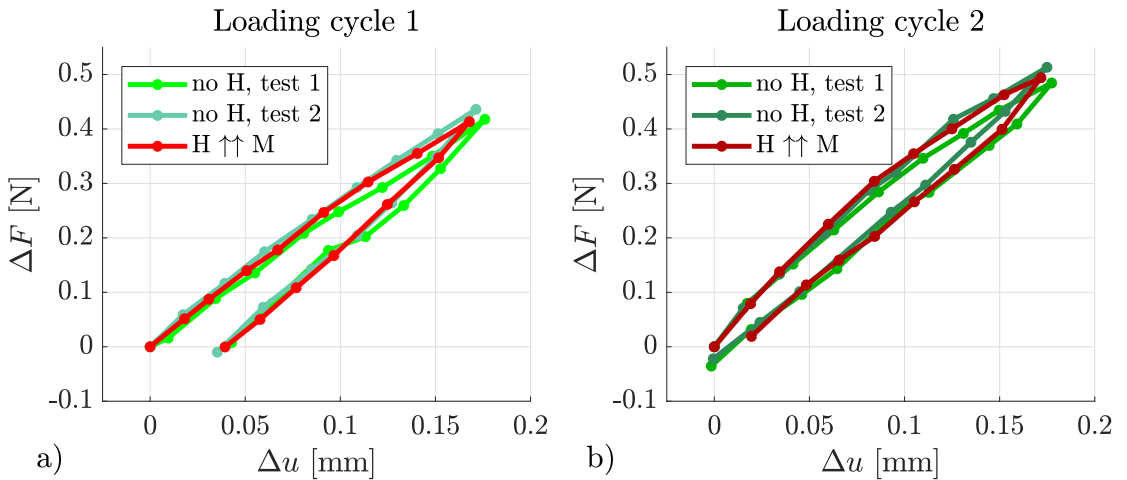 Loading cycle 1
no H, test 1
no H, test 2
H ↑↑ M
0.5
0.4
0.3
0.2
0.1
0
-0.1
ΔF [N]
0
0.05
0.1
0.15
0.2
a)
Δu [mm]
Loading cycle 2
no H, test 1
no H, test 2
H ↑↑ M
0.5
0.4
0.3
0.2
0.1
0
-0.1
ΔF [N]
0
0.05
0.1
0.15
0.2
b)
Δu [mm]